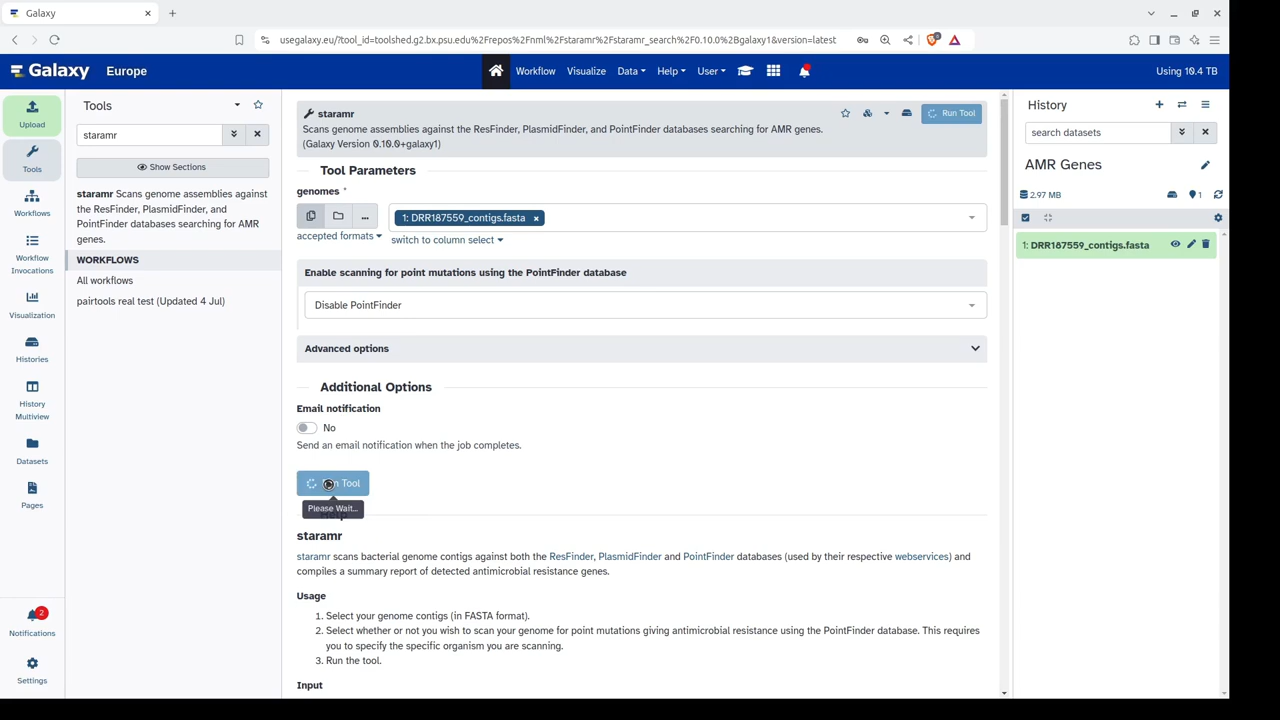 Galaxy
usegalaxy.eu/?tool_id=toolshed.g2.bx.psu.edu%2Frepos%2Fnml%2Fstaramr%2Fstaramr_search%2F0.10.0%2Bgalaxy1&version=latest
Galaxy Europe
Workflow Visualize Data Help User
Using 10.4 TB
Upload
Tools
Workflows
Workflow
Invocations
Visualization
Histories
History
Multiview
Datasets
Pages
2
Notifications
Settings
Tools
staramr
Show Sections
staramr Scans genome assemblies against
the ResFinder, PlasmidFinder, and
PointFinder databases searching for AMR
genes.
WORKFLOWS
All workflows
pairtools real test (Updated 4 Jul)
staramr
Run Tool
Scans genome assemblies against the ResFinder, PlasmidFinder, and PointFinder databases searching for AMR genes.
(Galaxy Version 0.10.0+galaxy1)
Tool Parameters
genomes *
... 1: DRR187559_contigs.fasta
accepted formats switch to column select
Enable scanning for point mutations using the PointFinder database
Disable PointFinder
Advanced options
Additional Options
Email notification
No
Send an email notification when the job completes.
Tool
Please Wait...
staramr
staramr scans bacterial genome contigs against both the ResFinder, PlasmidFinder and PointFinder databases (used by their respective webservices) and
compiles a summary report of detected antimicrobial resistance genes.
Usage
1. Select your genome contigs (in FASTA format).
2. Select whether or not you wish to scan your genome for point mutations giving antimicrobial resistance using the PointFinder database. This requires
you to specify the specific organism you are scanning.
3. Run the tool.
Input
History
search datasets
AMR Genes
2.97 MB 1
1: DRR187559_contigs.fasta